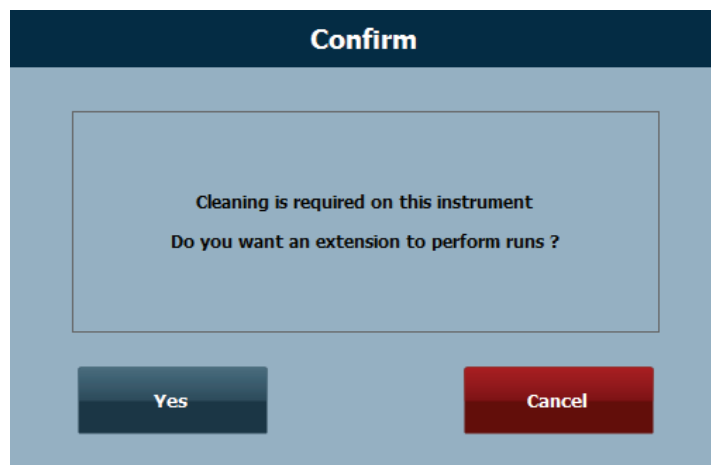 Confirm
Cleaning is required on this instrument
Do you want an extension to perform runs ?
Yes
Cancel